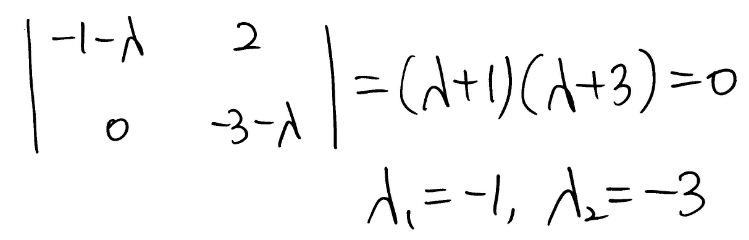 | -1-λ 2 |
| 0 -3-λ | = (λ+1)(λ+3) = 0
λ₁ = -1, λ₂ = -3